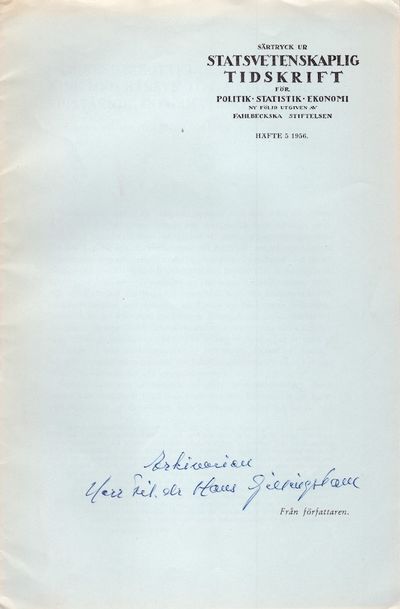 SÄRTRYCK UR
STATSVETENSKAPLIG
TIDSKRIFT
FÖR
POLITIK · STATISTIK · EKONOMI
NY FÖLJD UTGIVEN AV
FAHLBECKSKA STIFTELSEN
HÄFTE 5 1956.
Arkivarien
Herr Fil. dr Hans Gillingstam
Från författaren.